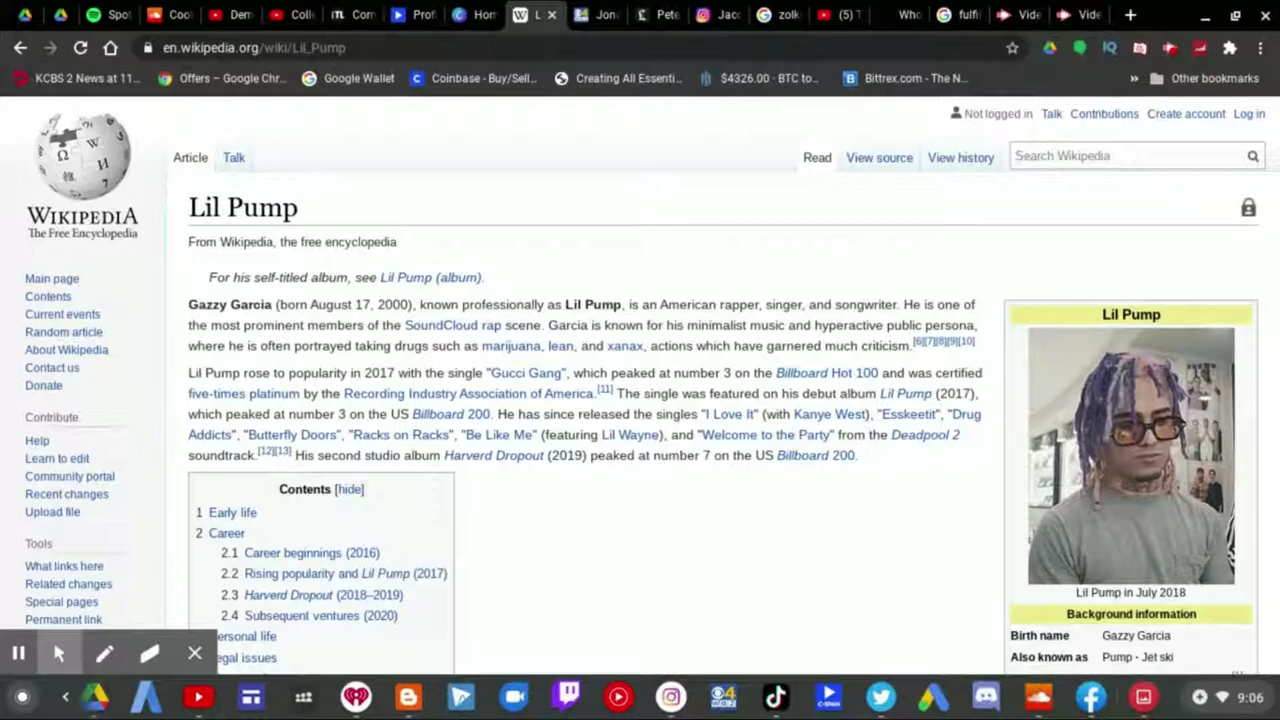 Spot
Coo
Den
Coll
Com
Prof
Hom
L
Jon
Pete
Jacc
zolk
(5) T
Who
fulfil
Vide
Vide
en.wikipedia.org/wiki/Lil_Pump
KCBS 2 News at 11...
Offers – Google Chr...
Google Wallet
Coinbase - Buy/Sell...
Creating All Essenti...
$4326.00 · BTC to...
Bittrex.com - The N...
»
Other bookmarks
Not logged in Talk Contributions Create account Log in
Article Talk
Read View source View history
Search Wikipedia
WIKIPEDIA
The Free Encyclopedia
Main page
Contents
Current events
Random article
About Wikipedia
Contact us
Donate
Contribute
Help
Learn to edit
Community portal
Recent changes
Upload file
Tools
What links here
Related changes
Special pages
Permanent link
Lil Pump
From Wikipedia, the free encyclopedia
For his self-titled album, see Lil Pump (album).
Gazzy Garcia (born August 17, 2000), known professionally as Lil Pump, is an American rapper, singer, and songwriter. He is one of
the most prominent members of the SoundCloud rap scene. Garcia is known for his minimalist music and hyperactive public persona,
where he is often portrayed taking drugs such as marijuana, lean, and xanax, actions which have garnered much criticism.[6][7][8][9][10]
Lil Pump rose to popularity in 2017 with the single "Gucci Gang", which peaked at number 3 on the Billboard Hot 100 and was certified
five-times platinum by the Recording Industry Association of America.[11] The single was featured on his debut album Lil Pump (2017),
which peaked at number 3 on the US Billboard 200. He has since released the singles "I Love It" (with Kanye West), "Esskeetit", "Drug
Addicts", "Butterfly Doors", "Racks on Racks", "Be Like Me" (featuring Lil Wayne), and "Welcome to the Party" from the Deadpool 2
soundtrack.[12][13] His second studio album Harverd Dropout (2019) peaked at number 7 on the US Billboard 200.
Contents [hide]
1 Early life
2 Career
2.1 Career beginnings (2016)
2.2 Rising popularity and Lil Pump (2017)
2.3 Harverd Dropout (2018–2019)
2.4 Subsequent ventures (2020)
ersonal life
egal issues
Lil Pump
Lil Pump in July 2018
Background information
Birth name Gazzy Garcia
Also known as Pump · Jet ski
9:06